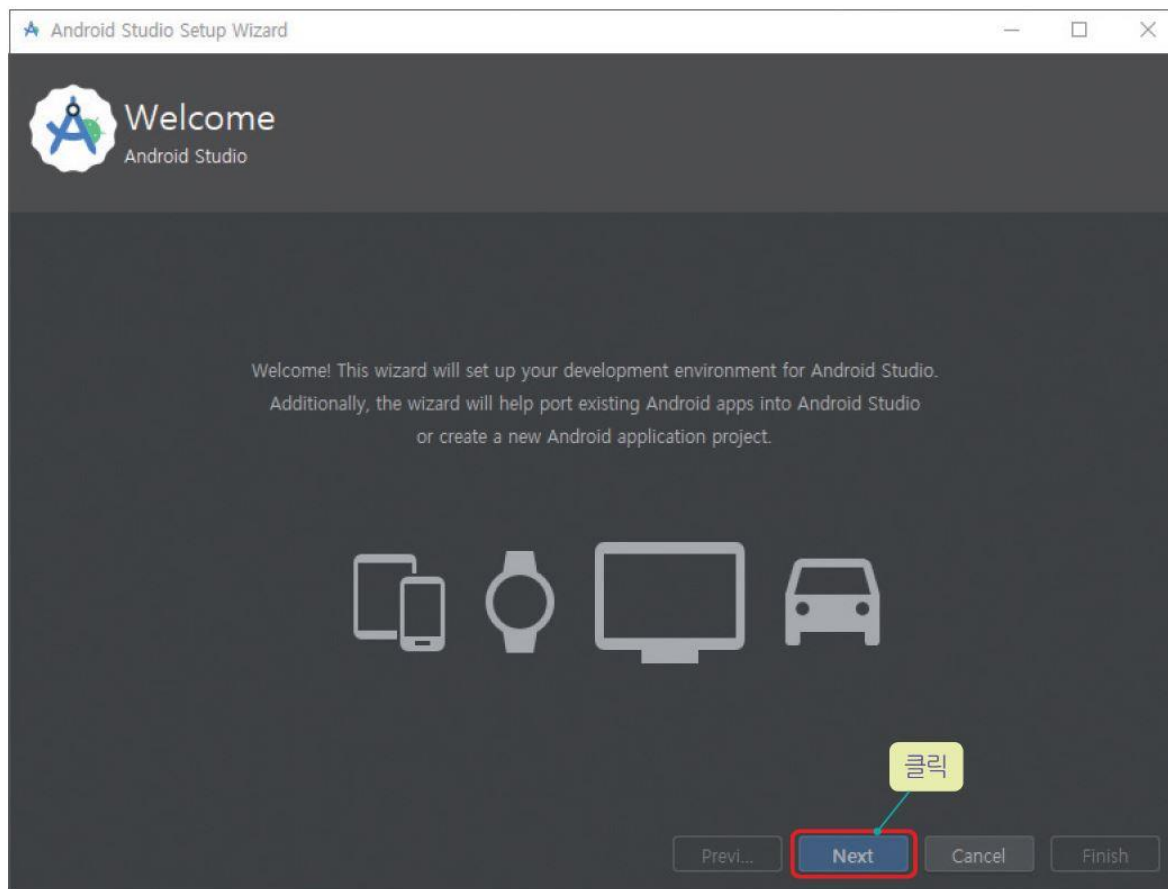 Android Studio Setup Wizard
Welcome
Android Studio
Welcome! This wizard will set up your development environment for Android Studio.
Additionally, the wizard will help port existing Android apps into Android Studio
or create a new Android application project.
클릭
Previ... Next Cancel Finish